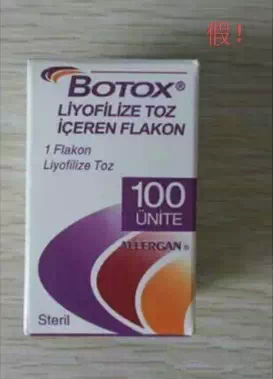 假！
BOTOX®
LİYOFİLİZE TOZ
İÇEREN FLAKON
1 Flakon
Liyofilize Toz
100
ÜNİTE
ALLERGAN®
Steril